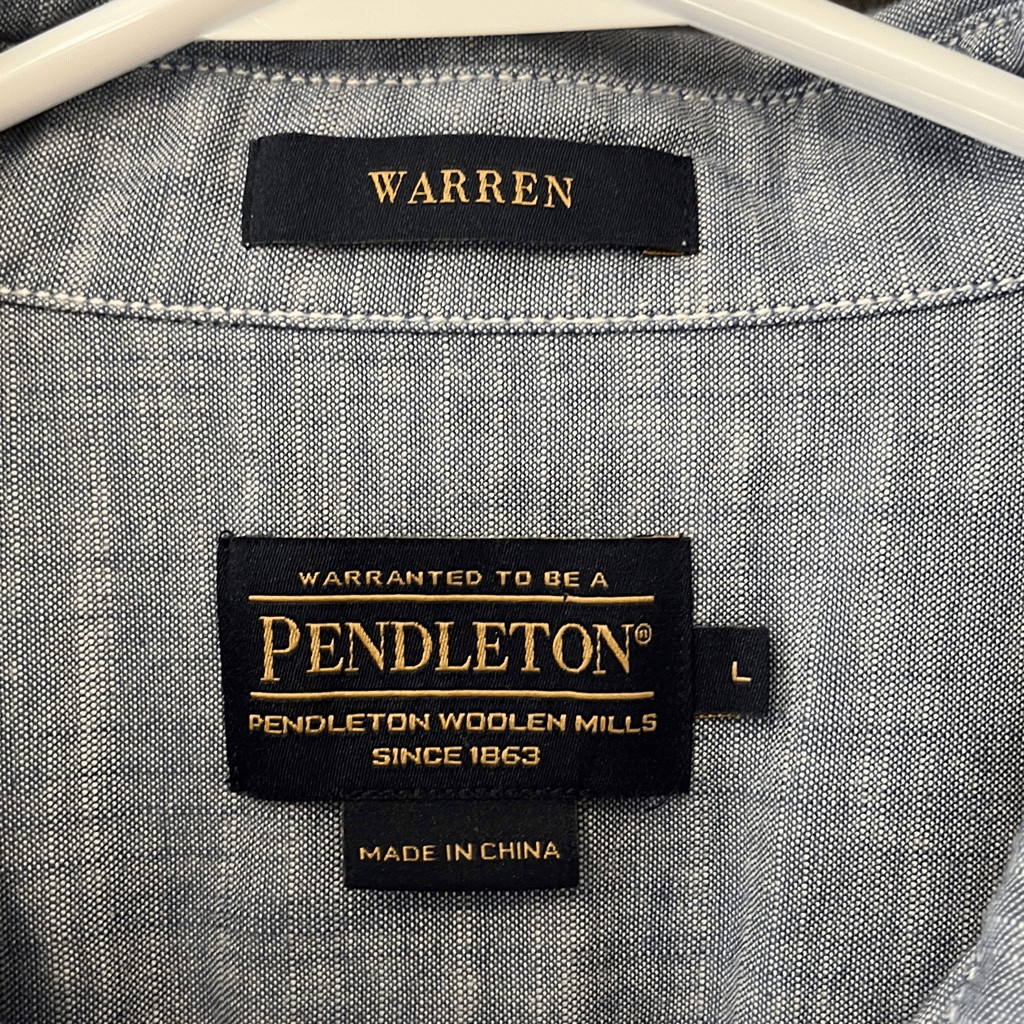 WARREN
WARRANTED TO BE A
PENDLETON®
L
PENDLETON WOOLEN MILLS
SINCE 1863
MADE IN CHINA